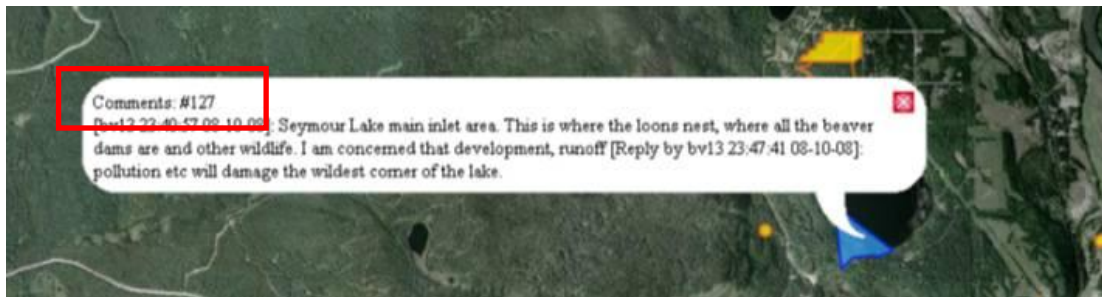 Comments: #127
[bv13 23:40:57 08-10-08]: Seymour Lake main inlet area. This is where the loons nest, where all the beaver
dams are and other wildlife. I am concerned that development, runoff [Reply by bv13 23:47:41 08-10-08]:
pollution etc will damage the wildest corner of the lake.